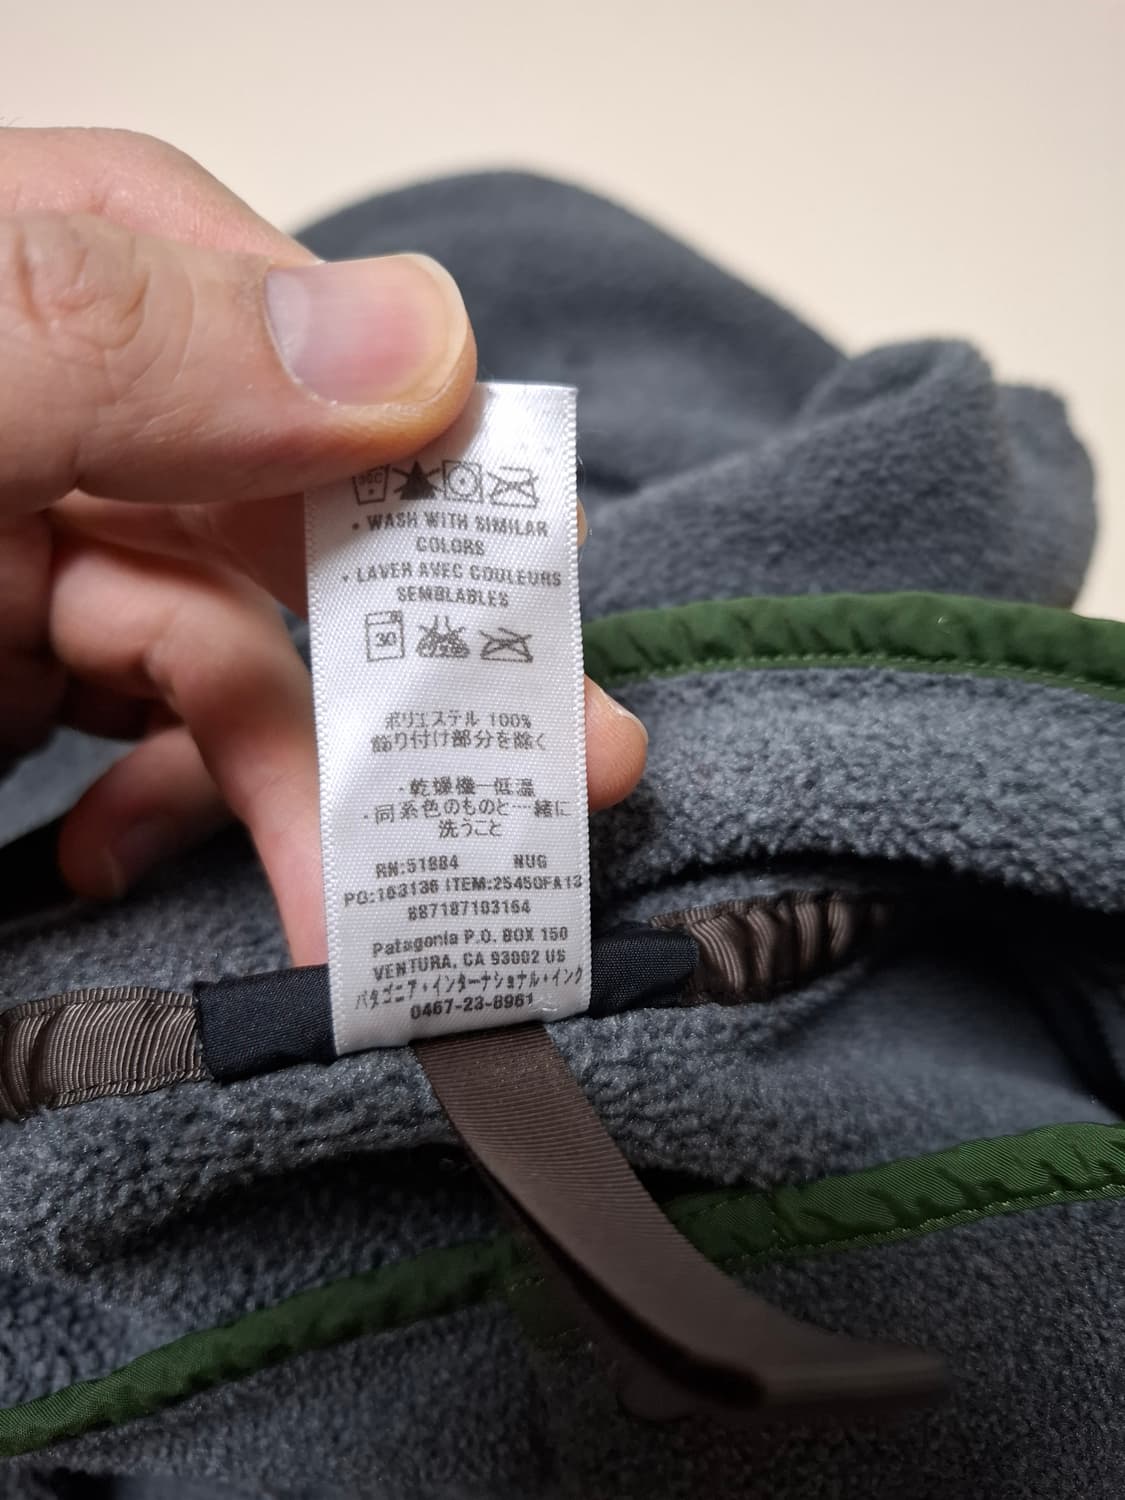 30C
• WASH WITH SIMILAR
COLORS
• LAVER AVEC COULEURS
SEMBLABLES
30
ポリエステル 100%
飾り付け部分を除く
・乾燥機ー低温
・同系色のものと一緒に
洗うこと
RN:51884 NUG
PO:163136 ITEM:25450FA13
887187103164
Patagonia P.O. BOX 150
VENTURA, CA 93002 US
パタゴニア・インターナショナル・インク
0467-23-8961